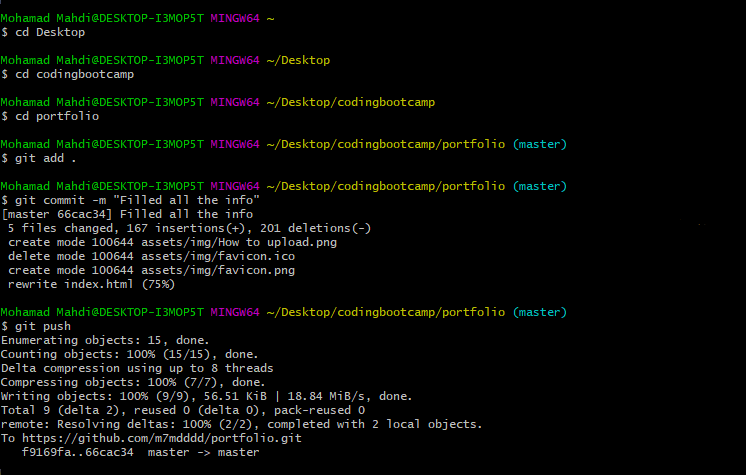 Mohamad Mahdi@DESKTOP-I3MOP5T MINGW64 ~
$ cd Desktop
Mohamad Mahdi@DESKTOP-I3MOP5T MINGW64 ~/Desktop
$ cd codingbootcamp
Mohamad Mahdi@DESKTOP-I3MOP5T MINGW64 ~/Desktop/codingbootcamp
$ cd portfolio
Mohamad Mahdi@DESKTOP-I3MOP5T MINGW64 ~/Desktop/codingbootcamp/portfolio (master)
$ git add .
Mohamad Mahdi@DESKTOP-I3MOP5T MINGW64 ~/Desktop/codingbootcamp/portfolio (master)
$ git commit -m "Filled all the info"
[master 66cac34] Filled all the info
 5 files changed, 167 insertions(+), 201 deletions(-)
 create mode 100644 assets/img/How to upload.png
 delete mode 100644 assets/img/favicon.ico
 create mode 100644 assets/img/favicon.png
 rewrite index.html (75%)
Mohamad Mahdi@DESKTOP-I3MOP5T MINGW64 ~/Desktop/codingbootcamp/portfolio (master)
$ git push
Enumerating objects: 15, done.
Counting objects: 100% (15/15), done.
Delta compression using up to 8 threads
Compressing objects: 100% (7/7), done.
Writing objects: 100% (9/9), 56.51 KiB | 18.84 MiB/s, done.
Total 9 (delta 2), reused 0 (delta 0), pack-reused 0
remote: Resolving deltas: 100% (2/2), completed with 2 local objects.
To https://github.com/m7mdddd/portfolio.git
   f9169fa..66cac34  master -> master